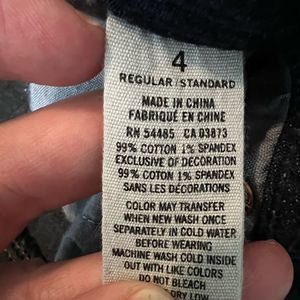 4
REGULAR/STANDARD
MADE IN CHINA
FABRIQUÉ EN CHINE
RN 54485 CA 03873
99% COTTON 1% SPANDEX
EXCLUSIVE OF DECORATION
99% COTON 1% SPANDEX
SANS LES DÉCORATIONS
COLOR MAY TRANSFER
WHEN NEW WASH ONCE
SEPARATELY IN COLD WATER
BEFORE WEARING
MACHINE WASH COLD INSIDE
OUT WITH LIKE COLORS
DO NOT BLEACH
DRY LOW